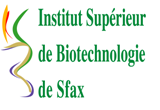 Institut Supérieur
de Biotechnologie
de Sfax